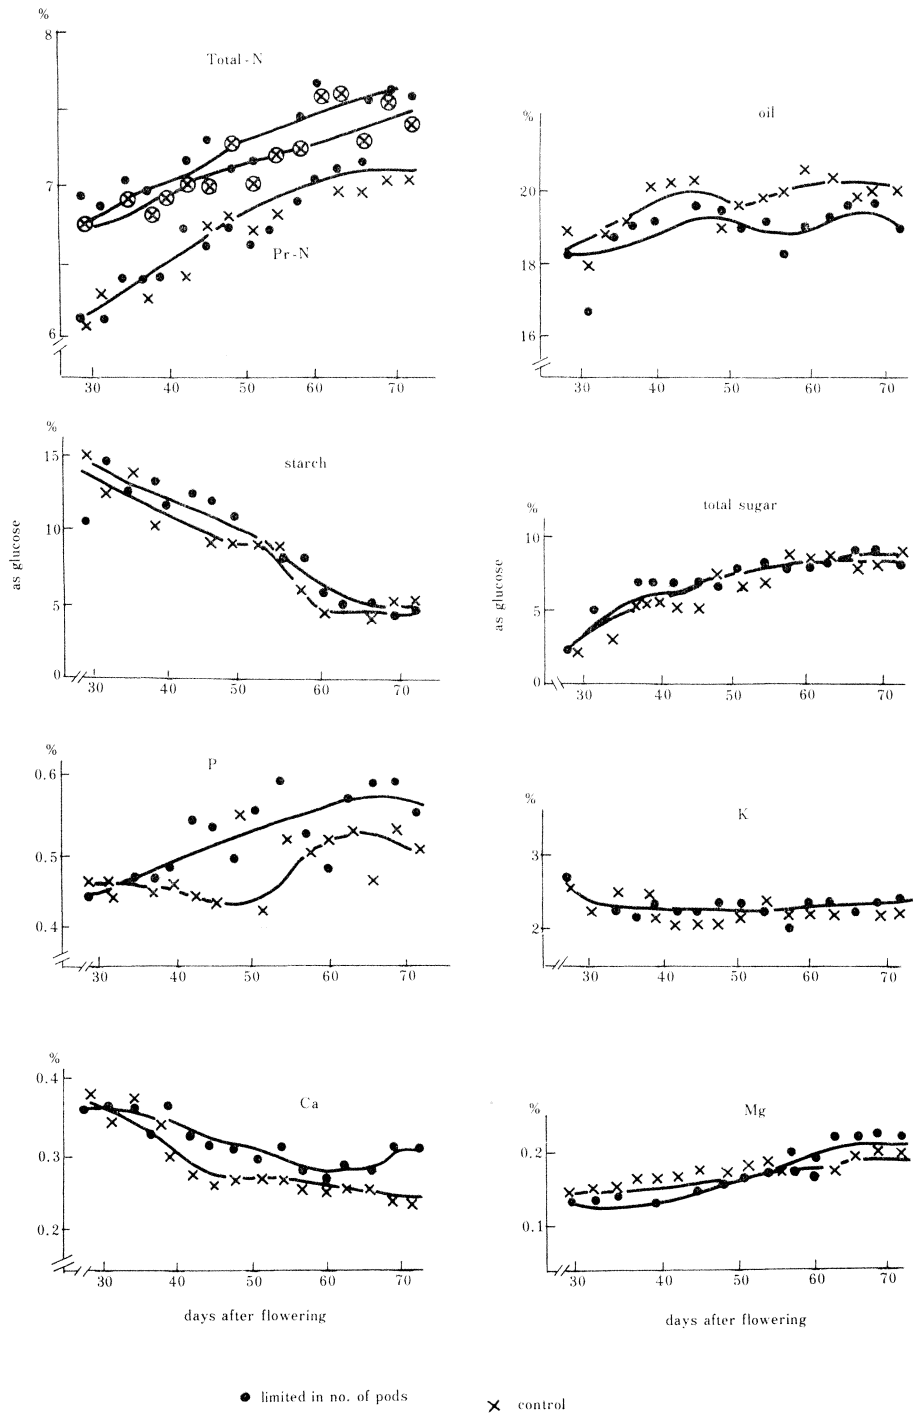 %
8
7
6
Total-N
Pr-N
30 40 50 60 70
%
20
18
16
oil
30 40 50 60 70
%
as glucose
15
10
5
0
starch
30 40 50 60 70
%
as glucose
10
5
0
total sugar
30 40 50 60 70
%
0.6
0.5
0.4
P
30 40 50 60 70
%
3
2
K
30 40 50 60 70
%
0.4
0.3
0.2
Ca
30 40 50 60 70
days after flowering
%
0.2
0.1
Mg
30 40 50 60 70
days after flowering
limited in no. of pods
control